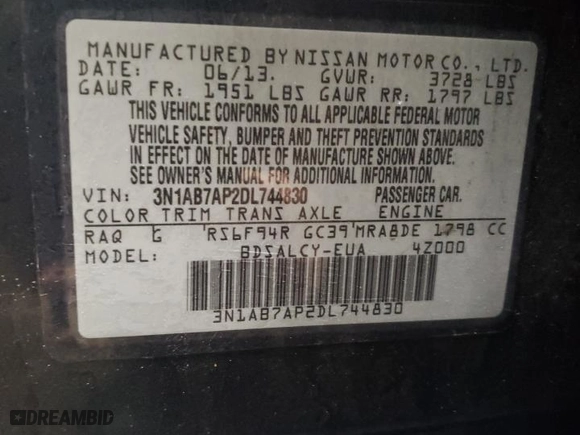 MANUFACTURED BY NISSAN MOTOR CO., LTD.
DATE: 06/13. GVWR: 3728 LBS
GAWR FR: 1951 LBS GAWR RR: 1797 LBS
THIS VEHICLE CONFORMS TO ALL APPLICABLE FEDERAL MOTOR
VEHICLE SAFETY, BUMPER AND THEFT PREVENTION STANDARDS
IN EFFECT ON THE DATE OF MANUFACTURE SHOWN ABOVE.
SEE OWNER'S MANUAL FOR ADDITIONAL INFORMATION.
VIN: 3N1AB7AP2DL744830 PASSENGER CAR.
COLOR TRIM TRANS AXLE ENGINE
RAQ G RS6F94R GC39 MRA8DE 1798 CC
MODEL: BDSALCY-EUA 4Z000
3N1AB7AP2DL744830
DREAMBID